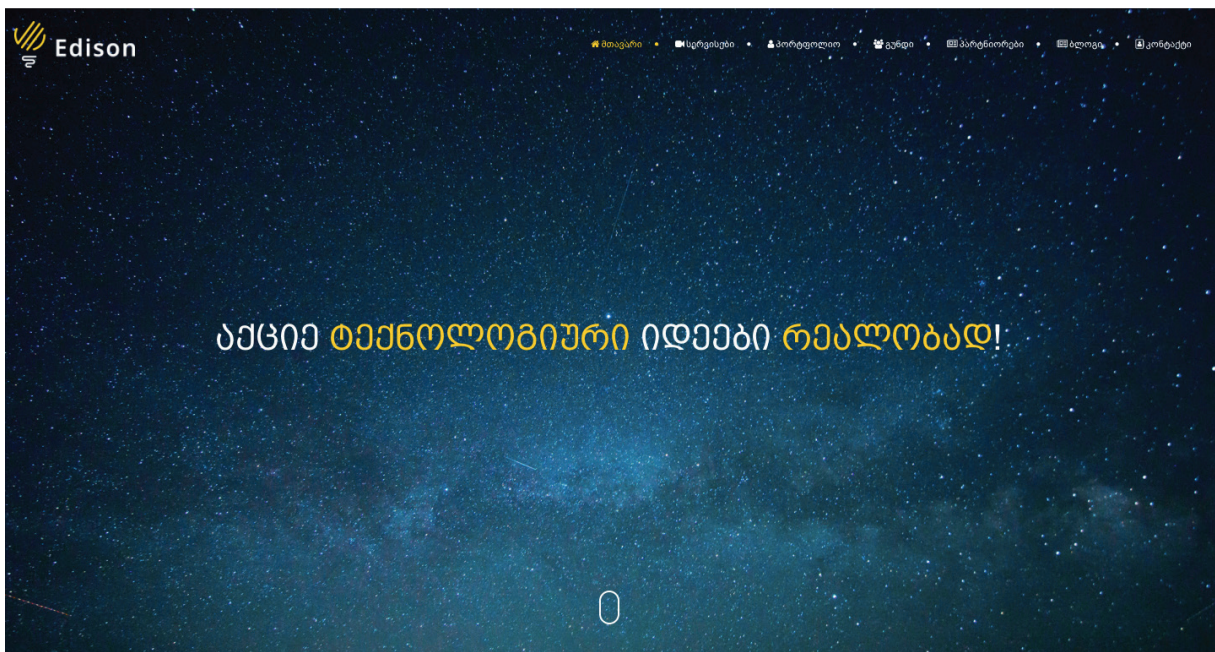 Edison
მთავარი • სერვისები • პორტფოლიო • გუნდი • პარტნიორები • ბლოგი • კონტაქტი
აქციე ტექნოლოგიური იდეები რეალობად!